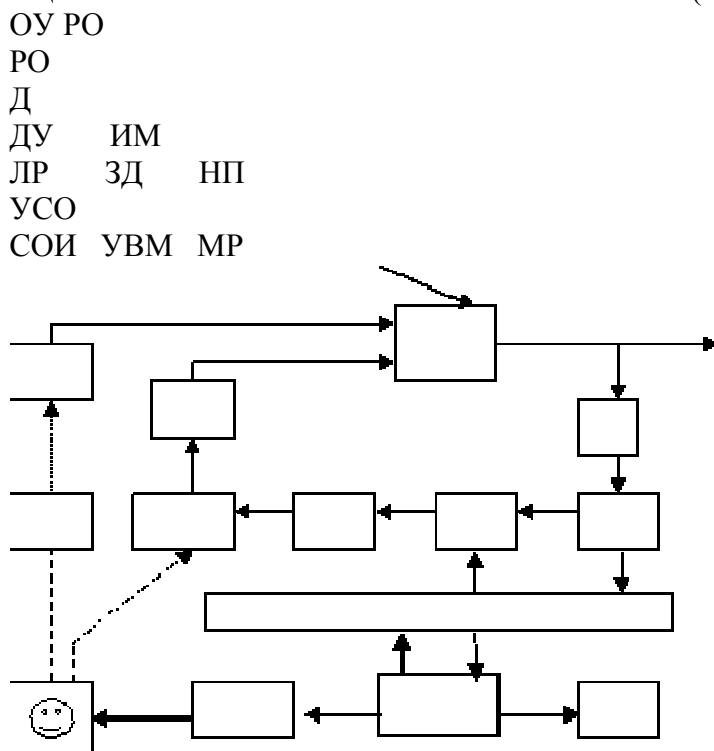 ОУ РО
РО
Д
ДУ ИМ
ЛР ЗД НП
УСО
СОИ УВМ МР